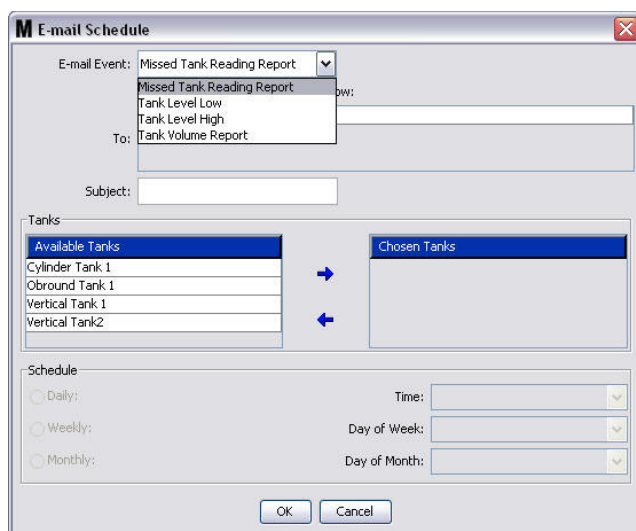 M E-mail Schedule
E-mail Event: Missed Tank Reading Report
Missed Tank Reading Report
Tank Level Low
Tank Level High
Tank Volume Report
To:
Subject:
Tanks
Available Tanks
Chosen Tanks
Cylinder Tank 1
Obround Tank 1
Vertical Tank 1
Vertical Tank2
Schedule
Daily:
Time:
Weekly:
Day of Week:
Monthly:
Day of Month:
OK
Cancel